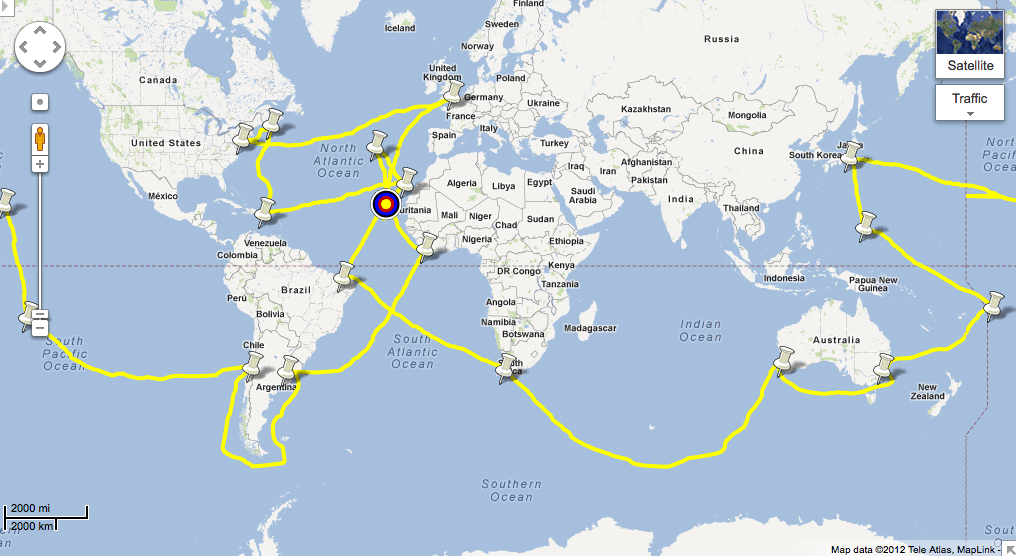 Finland
Iceland
Sweden
Russia
Norway
Canada
United
Kingdom
Poland
Germany
Ukraine
France
Kazakhstan
Mongolia
Italy
Spain
United States
North
Atlantic
Ocean
Turkey
China
South Korea
Iraq
Iran
Afghanistan
Pakistan
Algeria
Libya
Egypt
Saudi
Arabia
México
India
Mali
Niger
Chad
Sudan
Thailand
Venezuela
Colombia
Nigeria
Ethiopia
Kenya
DR Congo
Tanzania
Indonesia
Papua New
Guinea
Brazil
Perú
Bolivia
Angola
Namibia
Botswana
Madagascar
Chile
South
Atlantic
Ocean
Indian
Ocean
Australia
South
Pacific
Ocean
Argentina
New
Zealand
Southern
Ocean
Satellite
Traffic
2000 mi
2000 km
Map data ©2012 Tele Atlas, MapLink -